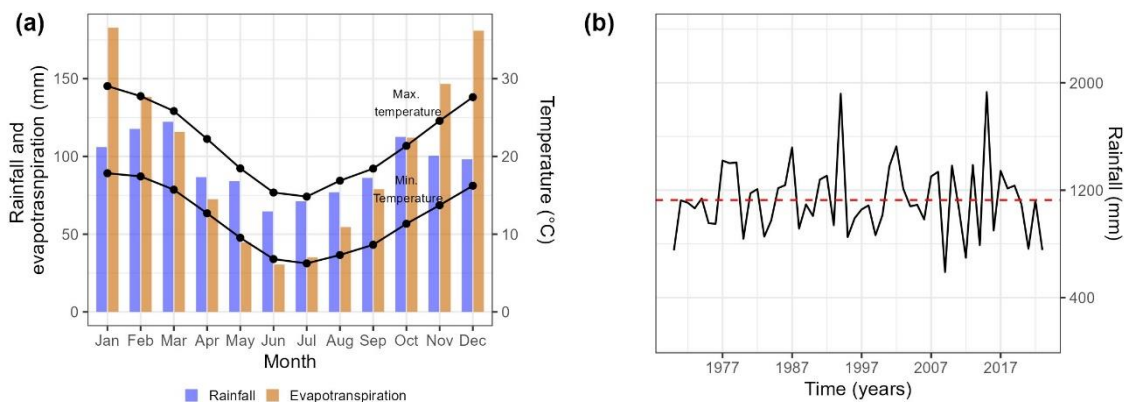 (a)
Rainfall and
evapotrasnpiration (mm)
150
100
50
0
Max.
temperature
Min.
Temperature
30
20
10
0
Temperature (°C)
Jan Feb Mar Apr May Jun Jul Aug Sep Oct Nov Dec
Month
Rainfall Evapotranspiration
(b)
2000
1200
400
Rainfall (mm)
1977 1987 1997 2007 2017
Time (years)